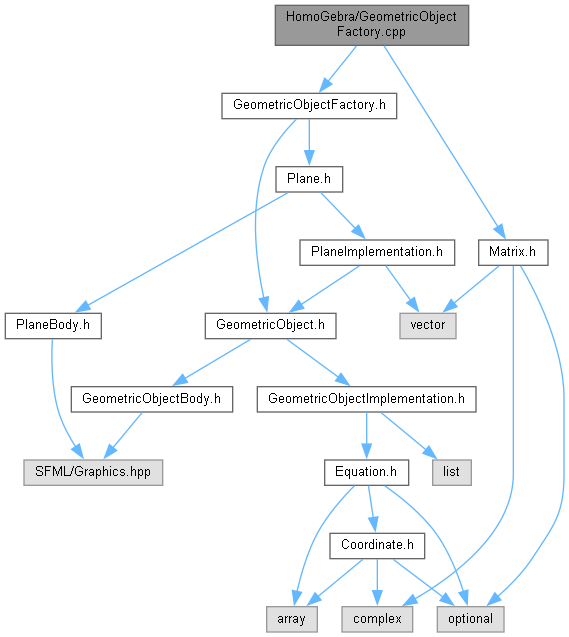 HomoGebra/GeometricObject
Factory.cpp
GeometricObjectFactory.h
Plane.h
PlaneImplementation.h
Matrix.h
PlaneBody.h
GeometricObject.h
vector
GeometricObjectBody.h
GeometricObjectImplementation.h
SFML/Graphics.hpp
Equation.h
list
Coordinate.h
array
complex
optional